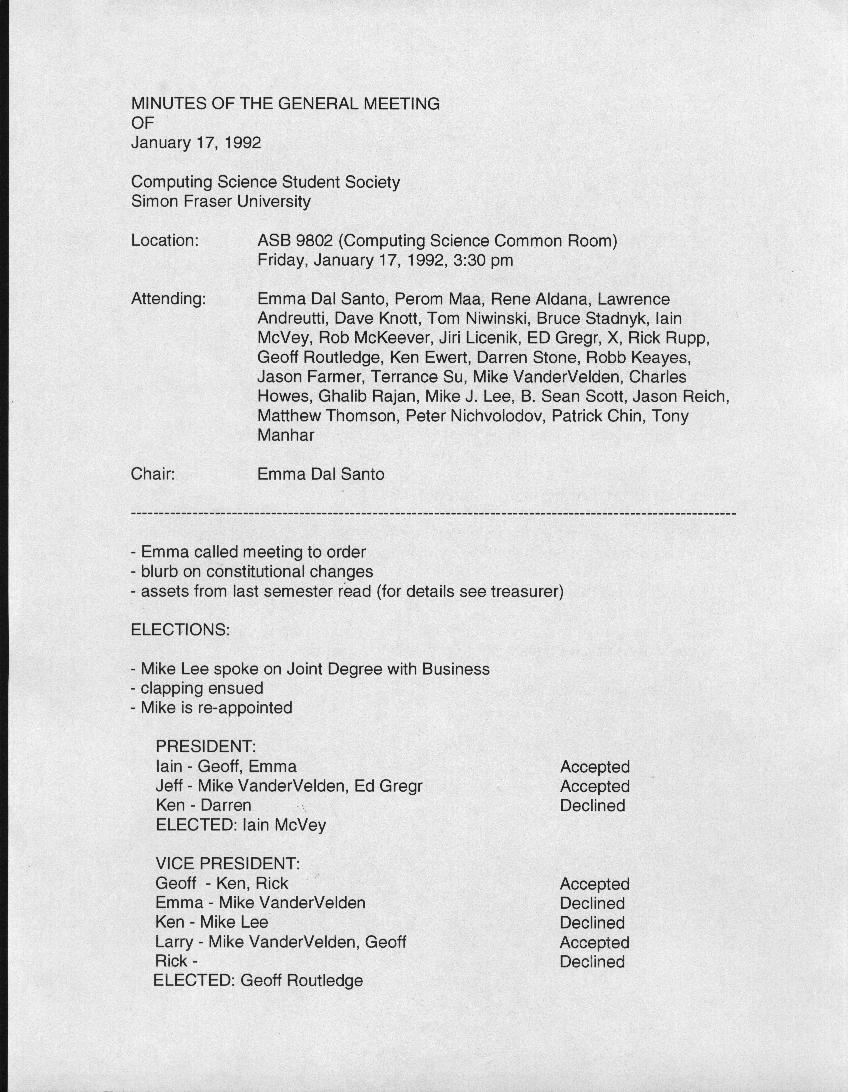 MINUTES OF THE GENERAL MEETING
OF
January 17, 1992
Computing Science Student Society
Simon Fraser University
Location: ASB 9802 (Computing Science Common Room)
Friday, January 17, 1992, 3:30 pm
Attending: Emma Dal Santo, Perom Maa, Rene Aldana, Lawrence
Andreutti, Dave Knott, Tom Niwinski, Bruce Stadnyk, Iain
McVey, Rob McKeever, Jiri Licenik, ED Gregr, X, Rick Rupp,
Geoff Routledge, Ken Ewert, Darren Stone, Robb Keayes,
Jason Farmer, Terrance Su, Mike VanderVelden, Charles
Howes, Ghalib Rajan, Mike J. Lee, B. Sean Scott, Jason Reich,
Matthew Thomson, Peter Nichvolodov, Patrick Chin, Tony
Manhar
Chair: Emma Dal Santo
- Emma called meeting to order
- blurb on constitutional changes
- assets from last semester read (for details see treasurer)
ELECTIONS:
- Mike Lee spoke on Joint Degree with Business
- clapping ensued
- Mike is re-appointed
PRESIDENT:
Iain - Geoff, Emma Accepted
Jeff - Mike VanderVelden, Ed Gregr Accepted
Ken - Darren Declined
ELECTED: Iain McVey
VICE PRESIDENT:
Geoff - Ken, Rick Accepted
Emma - Mike VanderVelden Declined
Ken - Mike Lee Declined
Larry - Mike VanderVelden, Geoff Accepted
Rick - Declined
ELECTED: Geoff Routledge